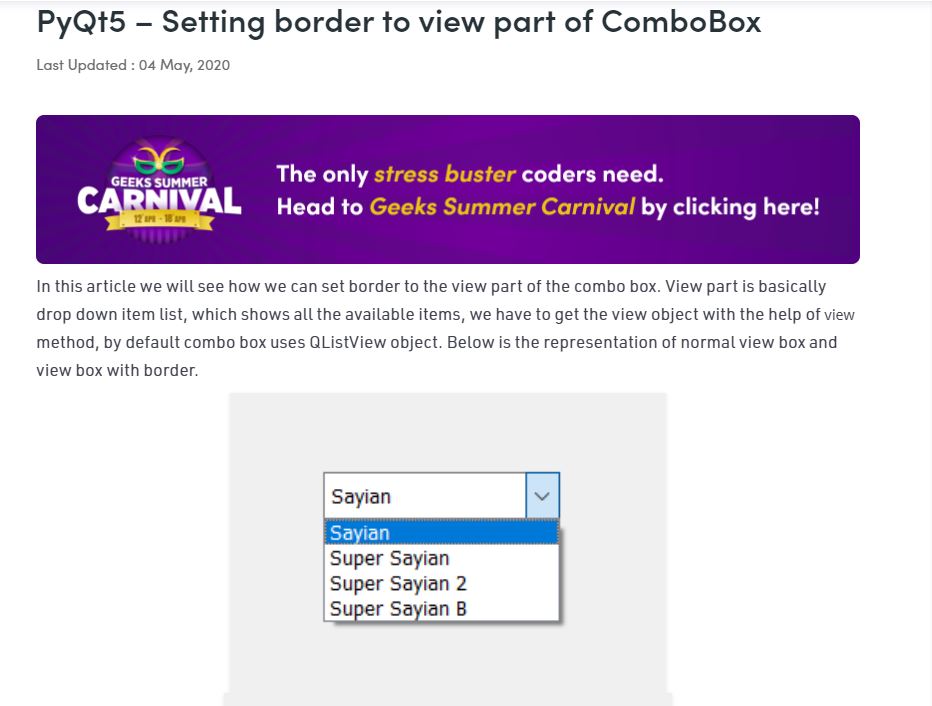 PyQt5 – Setting border to view part of ComboBox
Last Updated : 04 May, 2020
GEEKS SUMMER
CARNIVAL
12 APR - 18 APR
The only stress buster coders need.
Head to Geeks Summer Carnival by clicking here!
In this article we will see how we can set border to the view part of the combo box. View part is basically
drop down item list, which shows all the available items, we have to get the view object with the help of view
method, by default combo box uses QListView object. Below is the representation of normal view box and
view box with border.
Sayian
Sayian
Super Sayian
Super Sayian 2
Super Sayian B